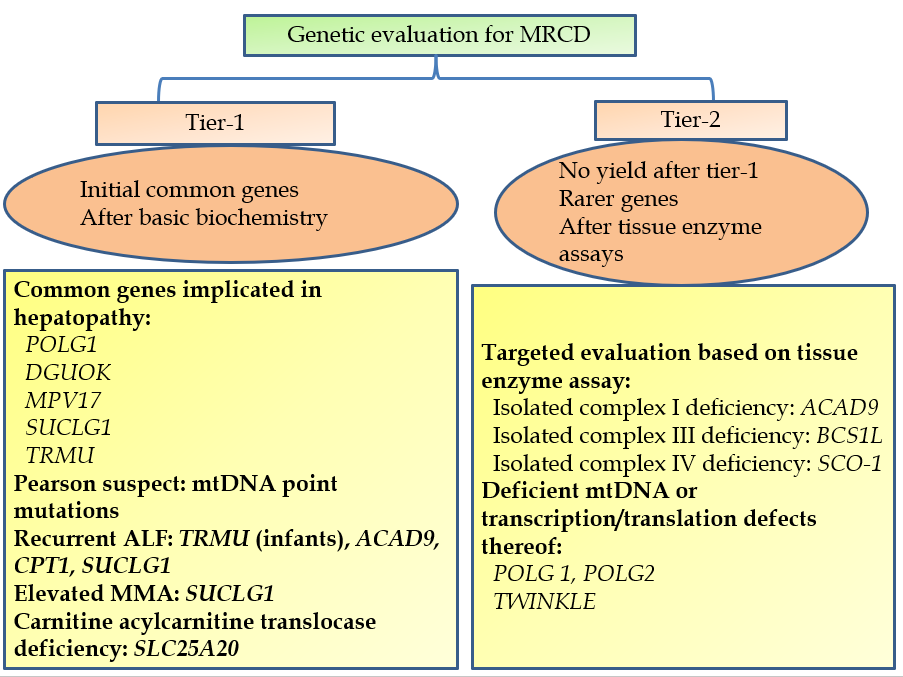 Genetic evaluation for MRCD
Tier-1
Initial common genes
After basic biochemistry
Common genes implicated in
hepatopathy:
POLG1
DGUOK
MPV17
SUCLG1
TRMU
Pearson suspect: mtDNA point
mutations
Recurrent ALF: TRMU (infants), ACAD9,
CPT1, SUCLG1
Elevated MMA: SUCLG1
Carnitine acylcarnitine translocase
deficiency: SLC25A20
Tier-2
No yield after tier-1
Rarer genes
After tissue enzyme
assays
Targeted evaluation based on tissue
enzyme assay:
Isolated complex I deficiency: ACAD9
Isolated complex III deficiency: BCS1L
Isolated complex IV deficiency: SCO-1
Deficient mtDNA or
transcription/translation defects
thereof:
POLG 1, POLG2
TWINKLE